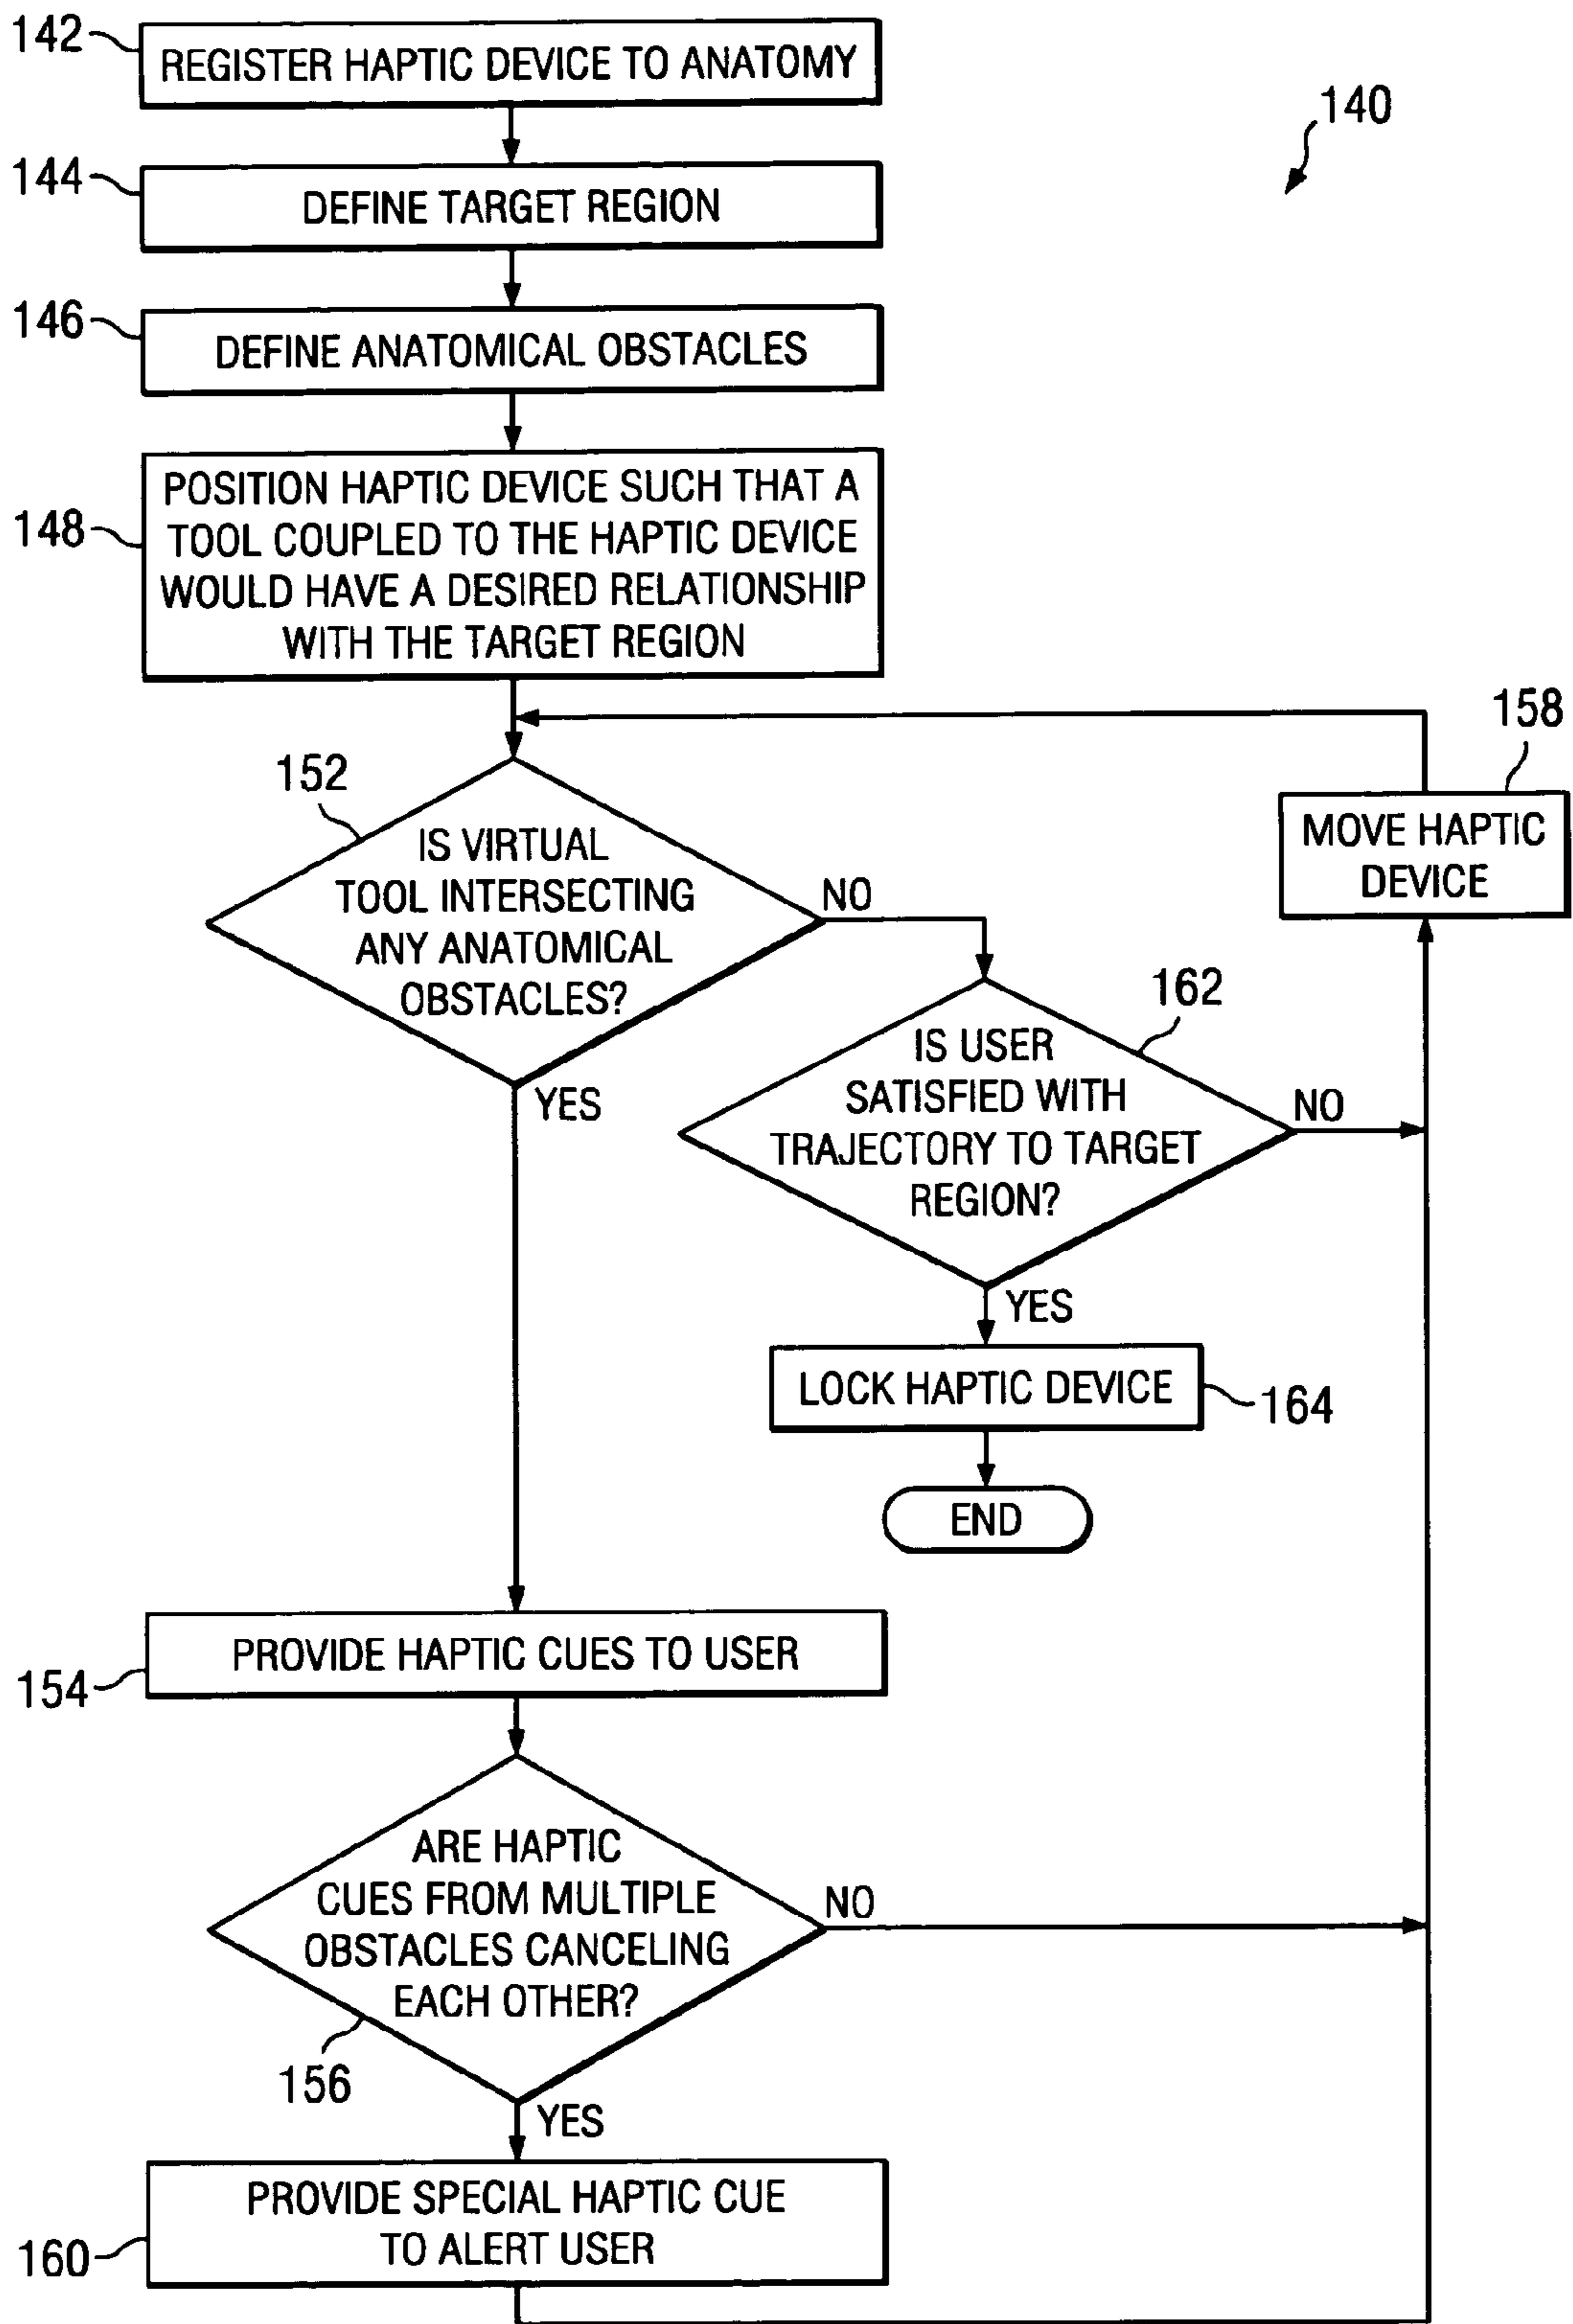 142
REGISTER HAPTIC DEVICE TO ANATOMY
140
144
DEFINE TARGET REGION
146
DEFINE ANATOMICAL OBSTACLES
148
POSITION HAPTIC DEVICE SUCH THAT A
TOOL COUPLED TO THE HAPTIC DEVICE
WOULD HAVE A DESIRED RELATIONSHIP
WITH THE TARGET REGION
158
MOVE HAPTIC
DEVICE
152
IS VIRTUAL
TOOL INTERSECTING
ANY ANATOMICAL
OBSTACLES?
NO
YES
162
IS USER
SATISFIED WITH
TRAJECTORY TO TARGET
REGION?
NO
YES
LOCK HAPTIC DEVICE
164
END
PROVIDE HAPTIC CUES TO USER
154
ARE HAPTIC
CUES FROM MULTIPLE
OBSTACLES CANCELING
EACH OTHER?
NO
156
YES
PROVIDE SPECIAL HAPTIC CUE
TO ALERT USER
160